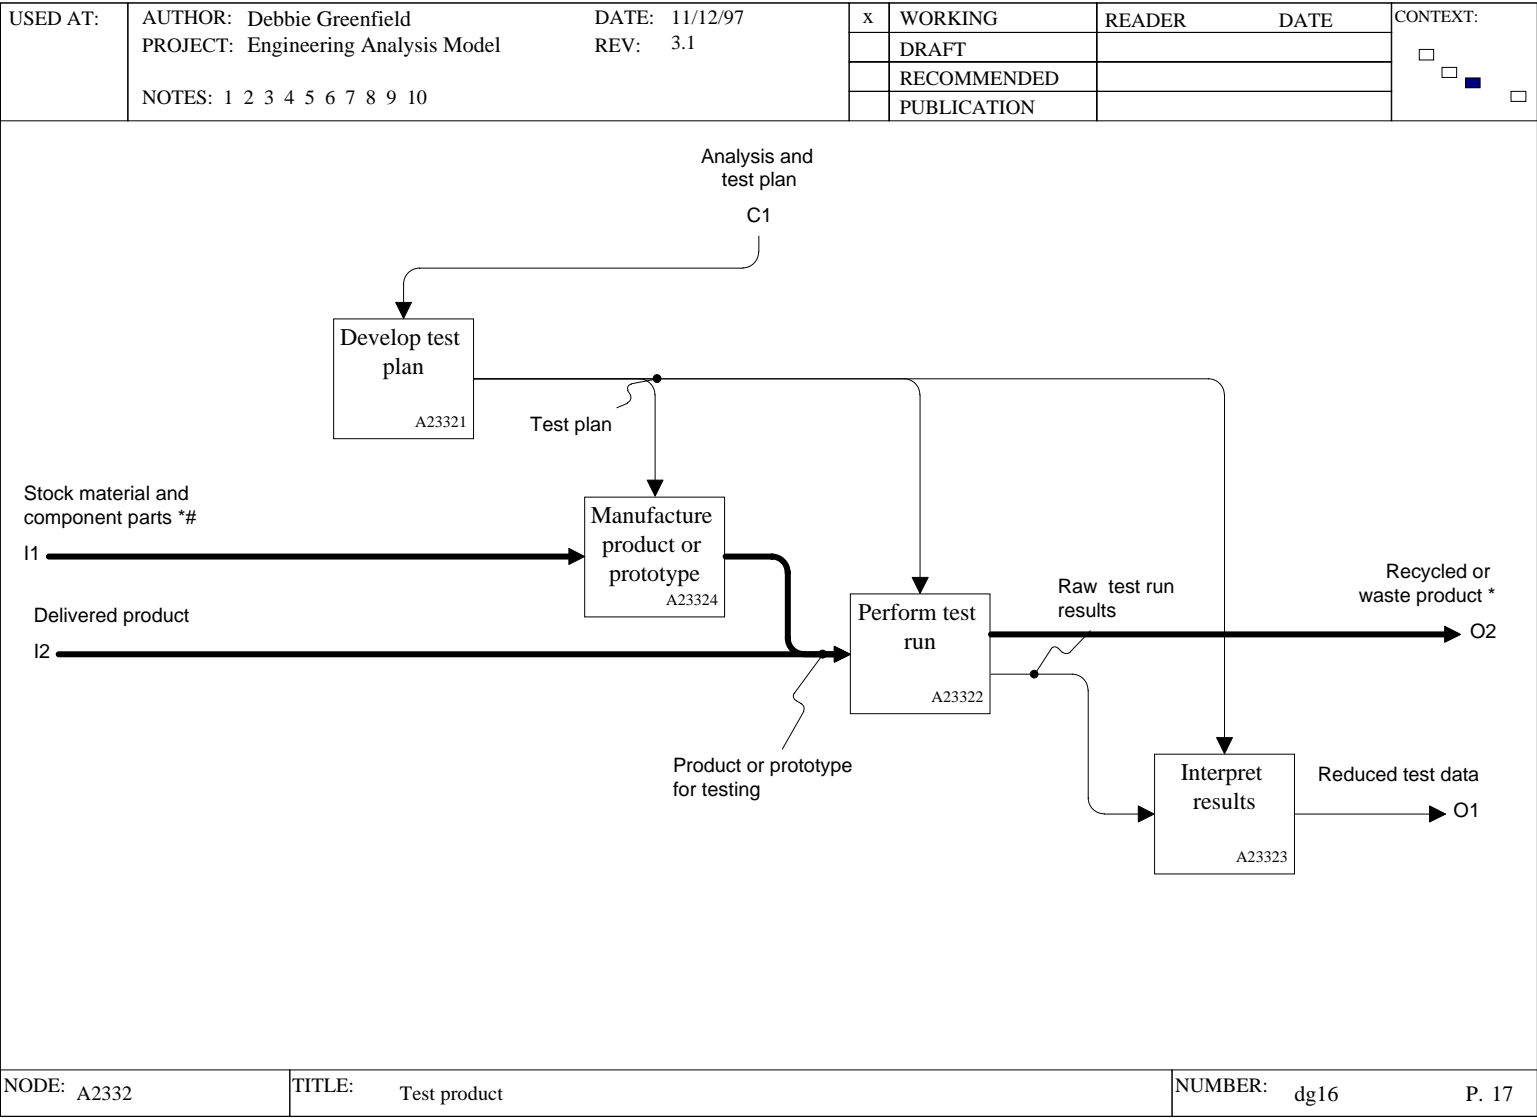 USED AT:
AUTHOR: Debbie Greenfield
DATE: 11/12/97
PROJECT: Engineering Analysis Model
REV: 3.1
NOTES: 1 2 3 4 5 6 7 8 9 10
x WORKING
DRAFT
RECOMMENDED
PUBLICATION
READER DATE
CONTEXT:
Analysis and
test plan
C1
Develop test
plan
A23321
Test plan
Stock material and
component parts *#
I1
Manufacture
product or
prototype
A23324
Delivered product
I2
Perform test
run
A23322
Raw test run
results
Recycled or
waste product *
O2
Product or prototype
for testing
Interpret
results
A23323
Reduced test data
O1
NODE: A2332
TITLE: Test product
NUMBER: dg16 P. 17